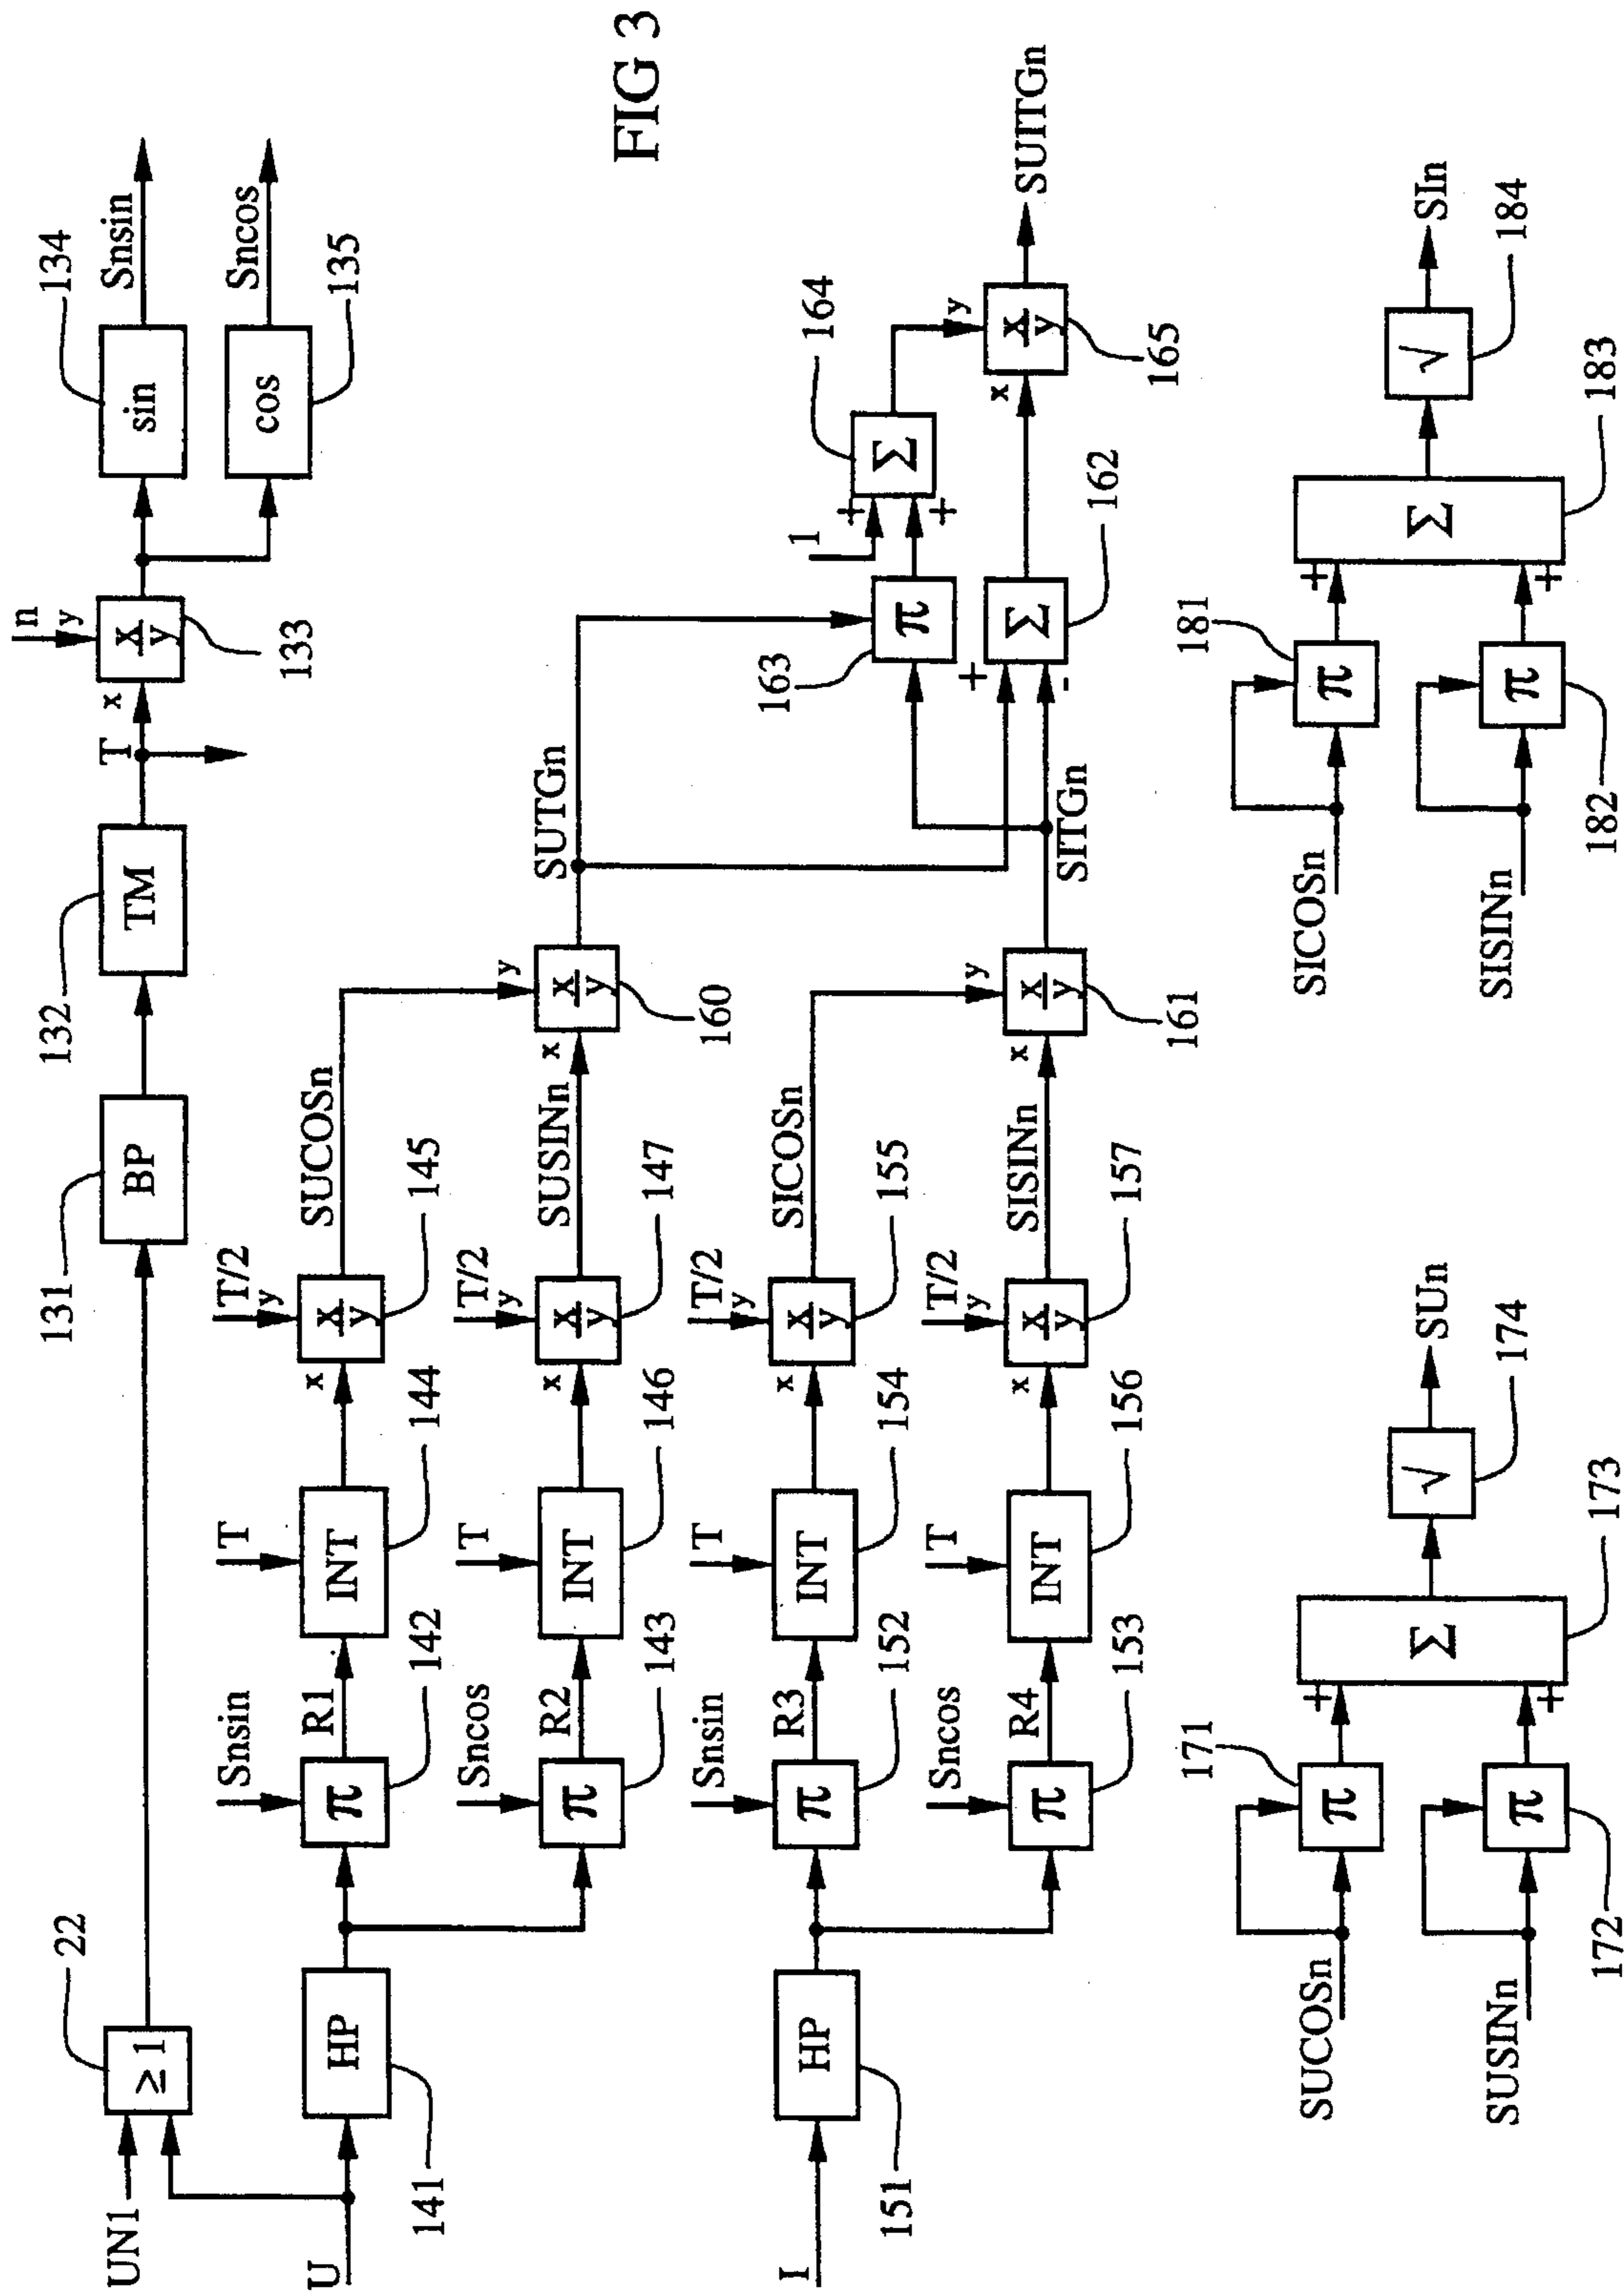 FIG 3
UN1
22
≥ 1
131
BP
132
TM
T
n
x
y
x/y
133
134
sin
Snsin
135
cos
Sncos
U
HP
141
Snsin
π
142
R1
T
INT
144
T/2
x
y
x/y
145
SUCOSn
Sncos
π
143
R2
T
INT
146
T/2
x
y
x/y
147
SUSINn
x
y
x/y
160
SUTGn
I
HP
151
Snsin
π
152
R3
T
INT
154
T/2
x
y
x/y
155
SICOSn
Sncos
π
153
R4
T
INT
156
T/2
x
y
x/y
157
SISINn
x
y
x/y
161
SITGn
π
163
1
+
+
Σ
164
+
-
Σ
162
x
y
x/y
165
SUITGn
SUCOSn
π
171
SUSINn
π
172
+
+
Σ
173
√
174
SUn
SICOSn
π
181
SISINn
π
182
+
+
Σ
183
√
184
SIn